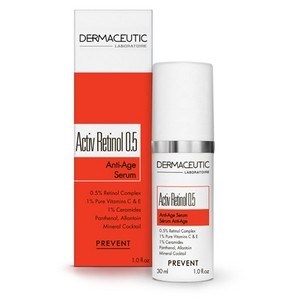 DERMACEUTIC
LABORATOIRE
Activ Retinol 0.5
Anti-Age
Serum
0.5% Retinol Complex
1% Pure Vitamins C & E
1% Ceramides
Panthenol, Allantoin
Mineral Cocktail
PREVENT
1.0 fl.oz
DERMACEUTIC
LABORATOIRE
Activ Retinol 0.5
Anti-Age Serum
Sérum Anti-Age
0.5% Retinol Complex
1% Pure Vitamins C & E
1% Ceramides
Panthenol, Allantoin
Mineral Cocktail
PREVENT
30 ml 1.0 fl.oz